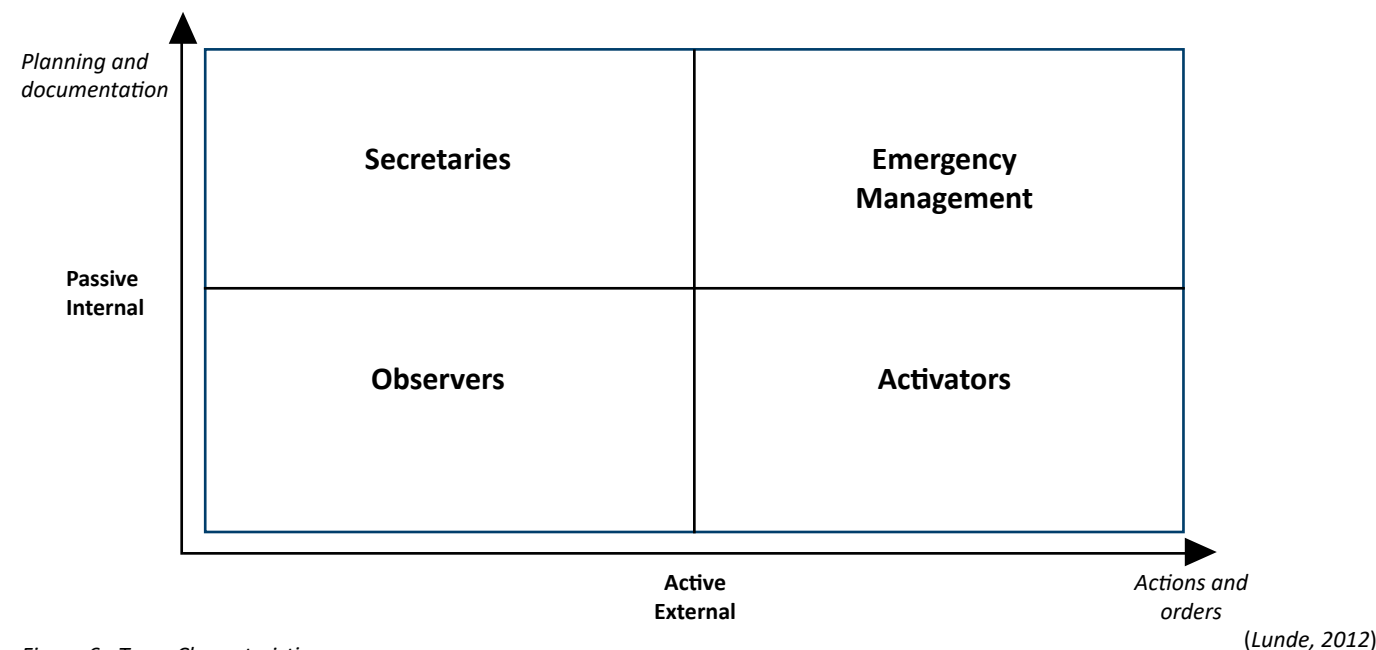 Planning and
documentation
Secretaries
Emergency
Management
Passive
Internal
Observers
Activators
Active
External
Actions and
orders
(Lunde, 2012)